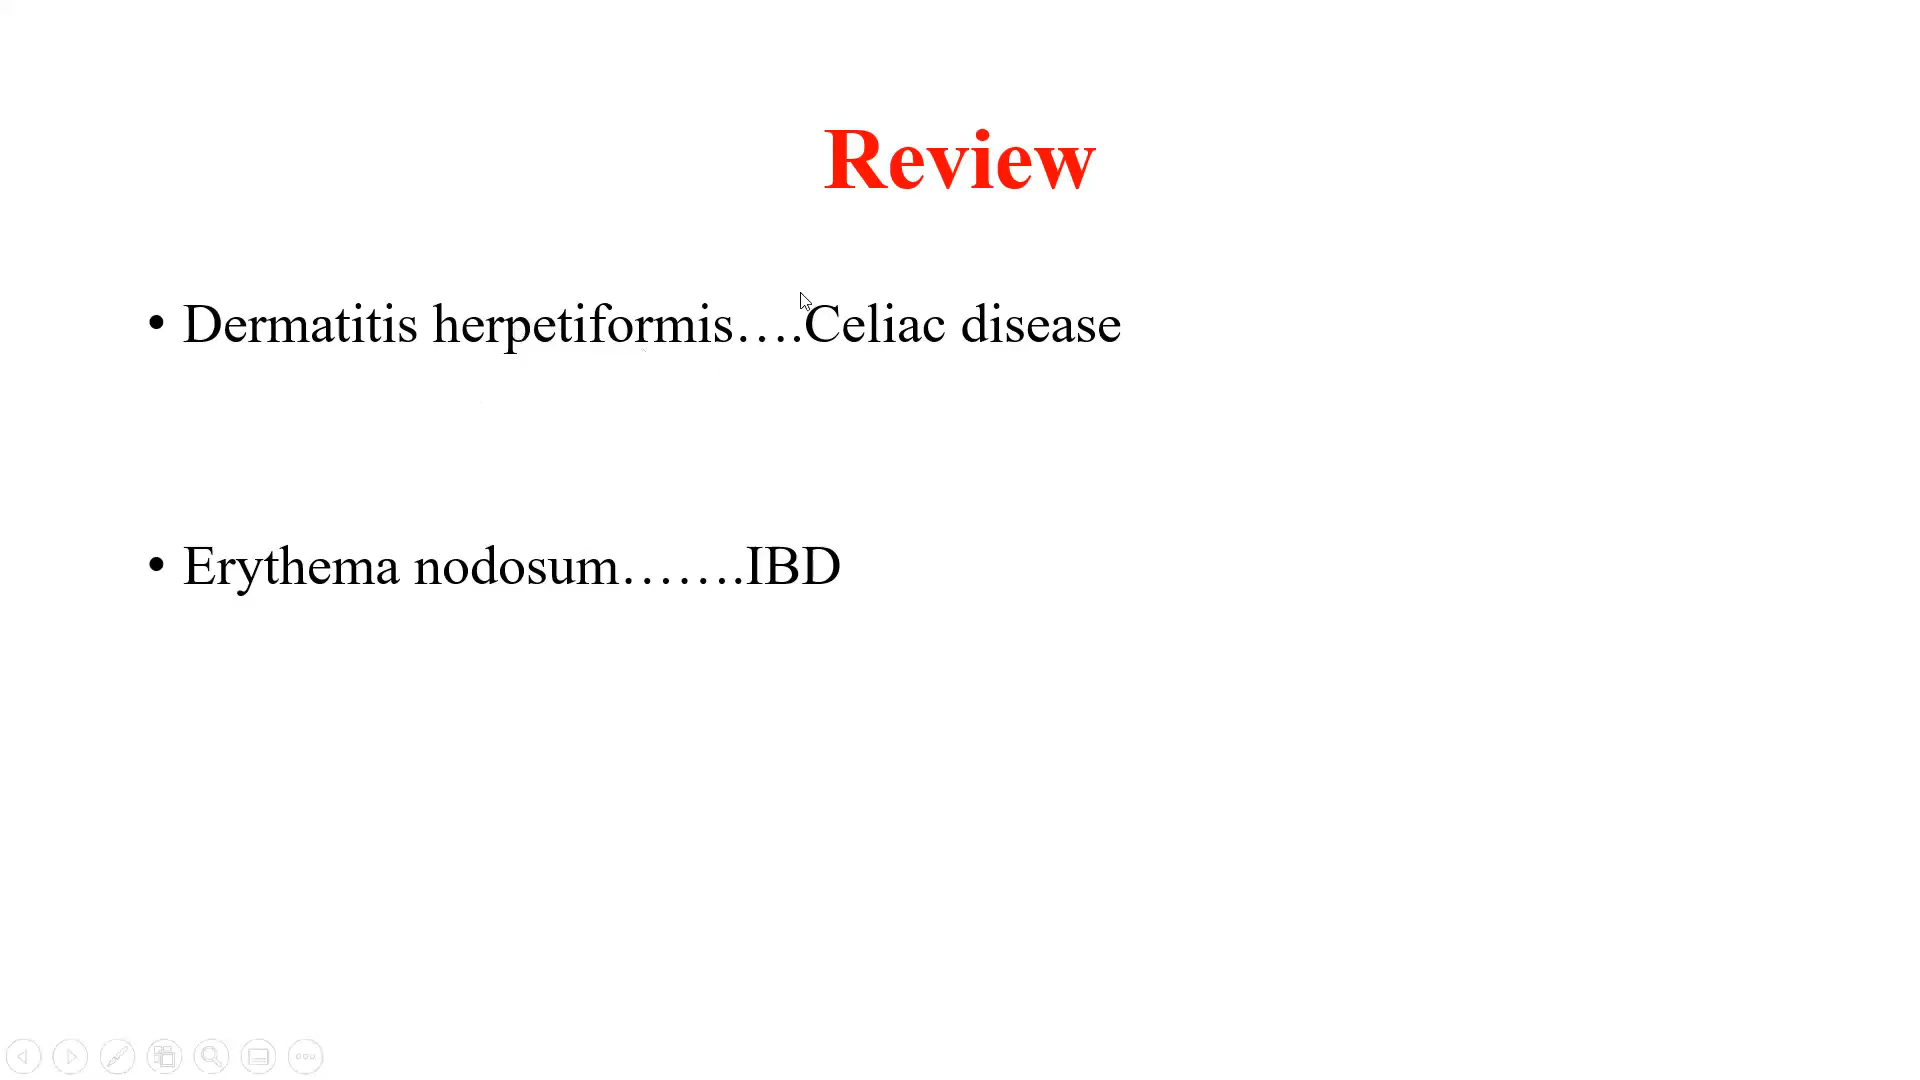 Review
• Dermatitis herpetiformis….Celiac disease
• Erythema nodosum…….IBD